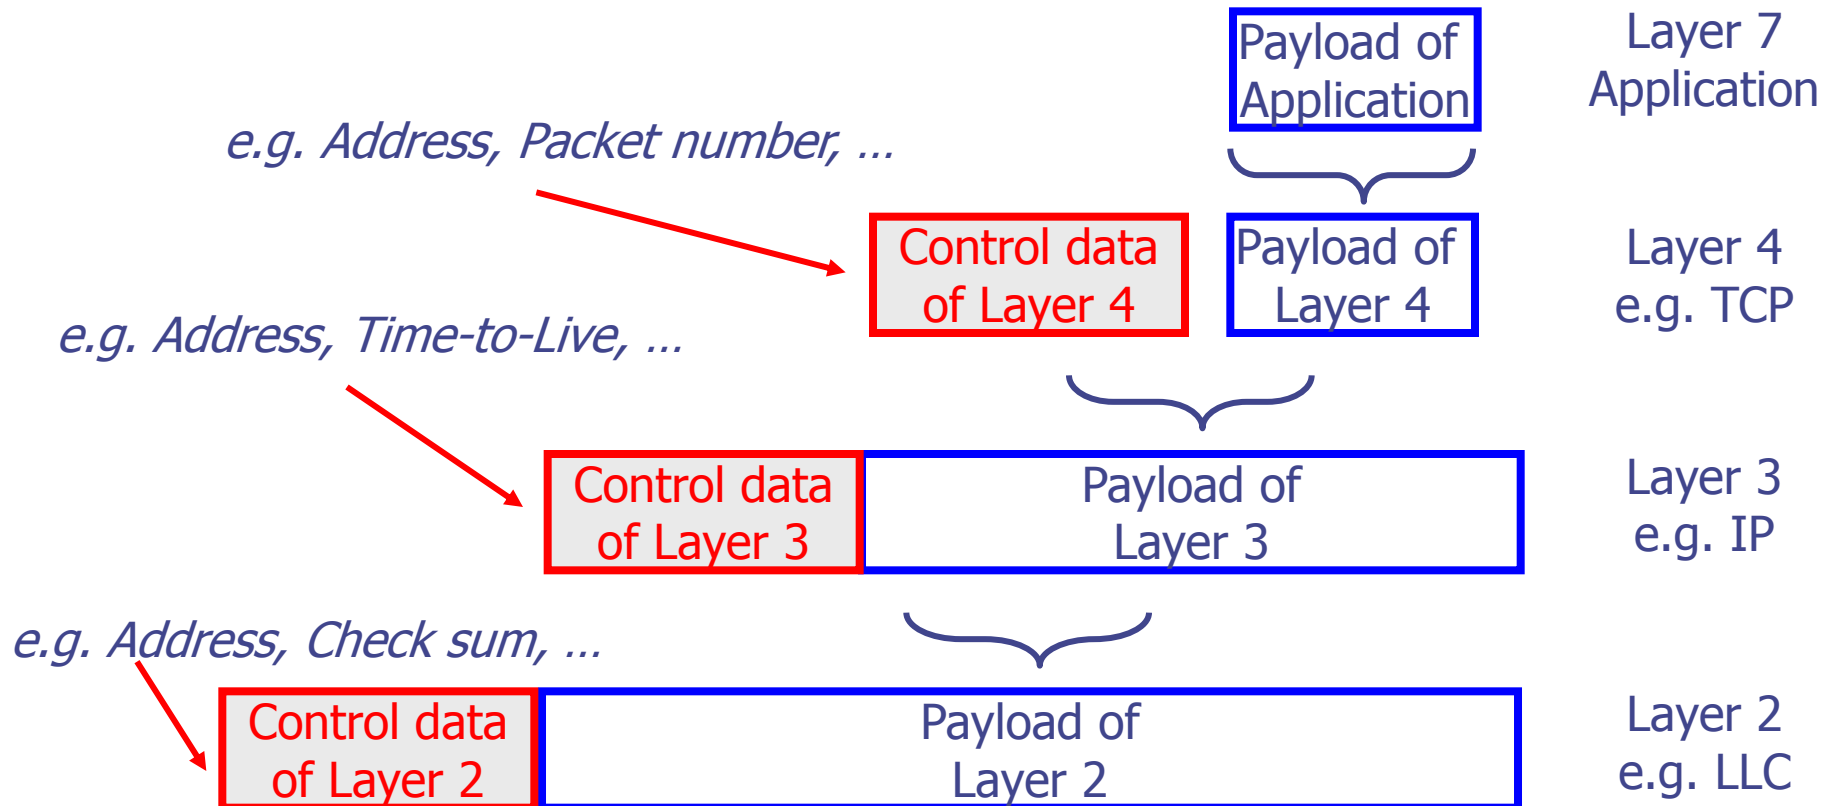 Payload of
Application
Layer 7
Application
e.g. Address, Packet number, ...
Control data
of Layer 4
Payload of
Layer 4
Layer 4
e.g. TCP
e.g. Address, Time-to-Live, ...
Control data
of Layer 3
Payload of
Layer 3
Layer 3
e.g. IP
e.g. Address, Check sum, ...
Control data
of Layer 2
Payload of
Layer 2
Layer 2
e.g. LLC